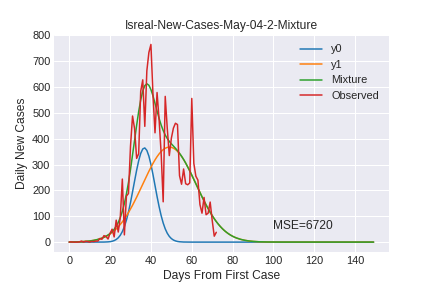 Isreal-New-Cases-May-04-2-Mixture
Daily New Cases
800
700
600
500
400
300
200
100
0
y0
y1
Mixture
Observed
MSE=6720
0 20 40 60 80 100 120 140
Days From First Case